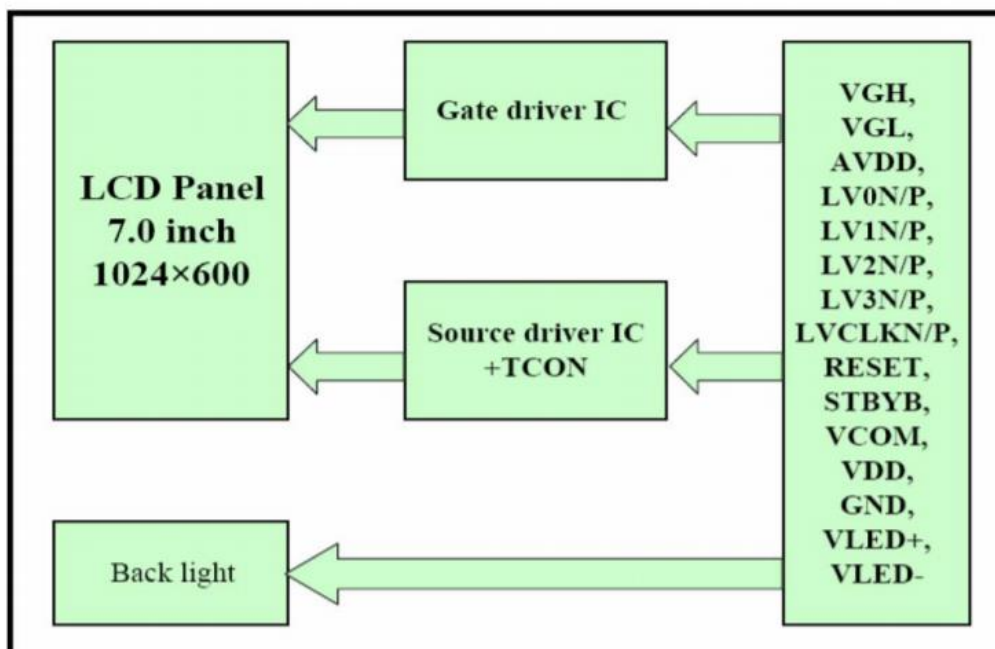 LCD Panel
7.0 inch
1024×600
Gate driver IC
Source driver IC
+TCON
Back light
VGH,
VGL,
AVDD,
LV0N/P,
LV1N/P,
LV2N/P,
LV3N/P,
LVCLKN/P,
RESET,
STBYB,
VCOM,
VDD,
GND,
VLED+,
VLED-